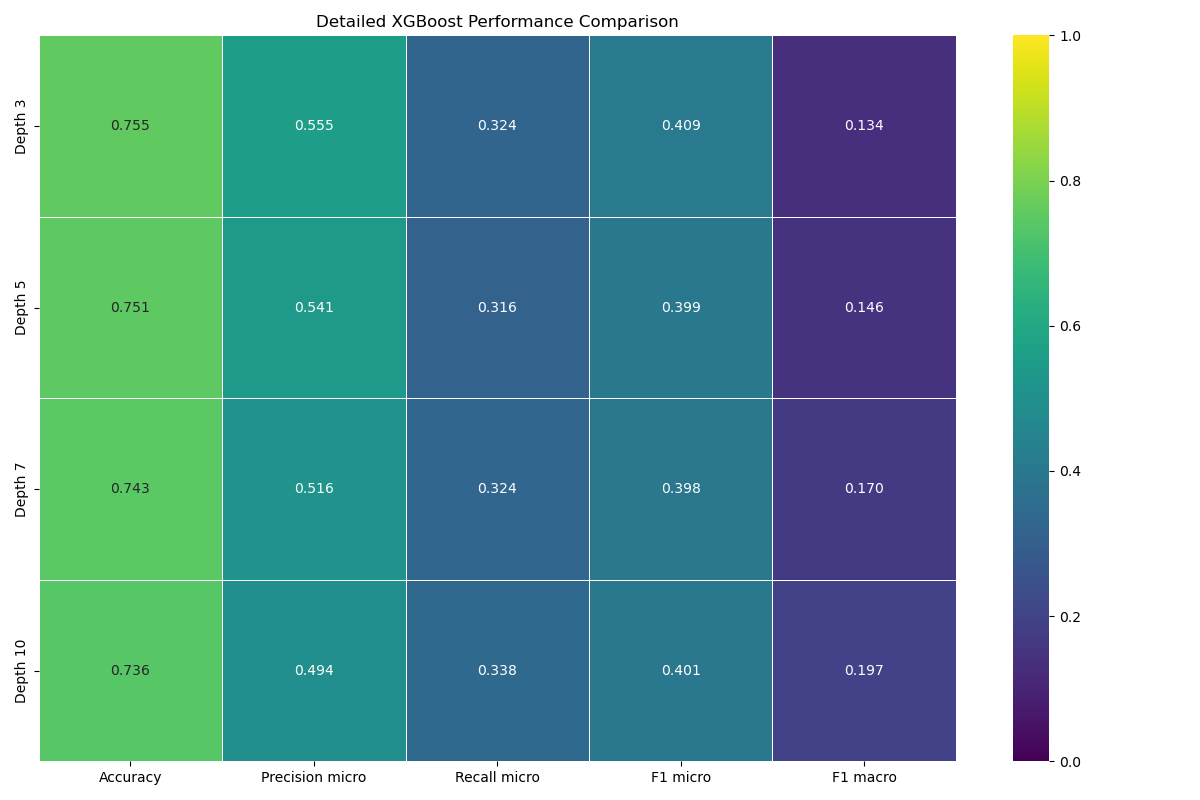 Detailed XGBoost Performance Comparison
Depth 3
0.755 0.555 0.324 0.409 0.134
Depth 5
0.751 0.541 0.316 0.399 0.146
Depth 7
0.743 0.516 0.324 0.398 0.170
Depth 10
0.736 0.494 0.338 0.401 0.197
Accuracy Precision micro Recall micro F1 micro F1 macro
1.0
0.8
0.6
0.4
0.2
0.0